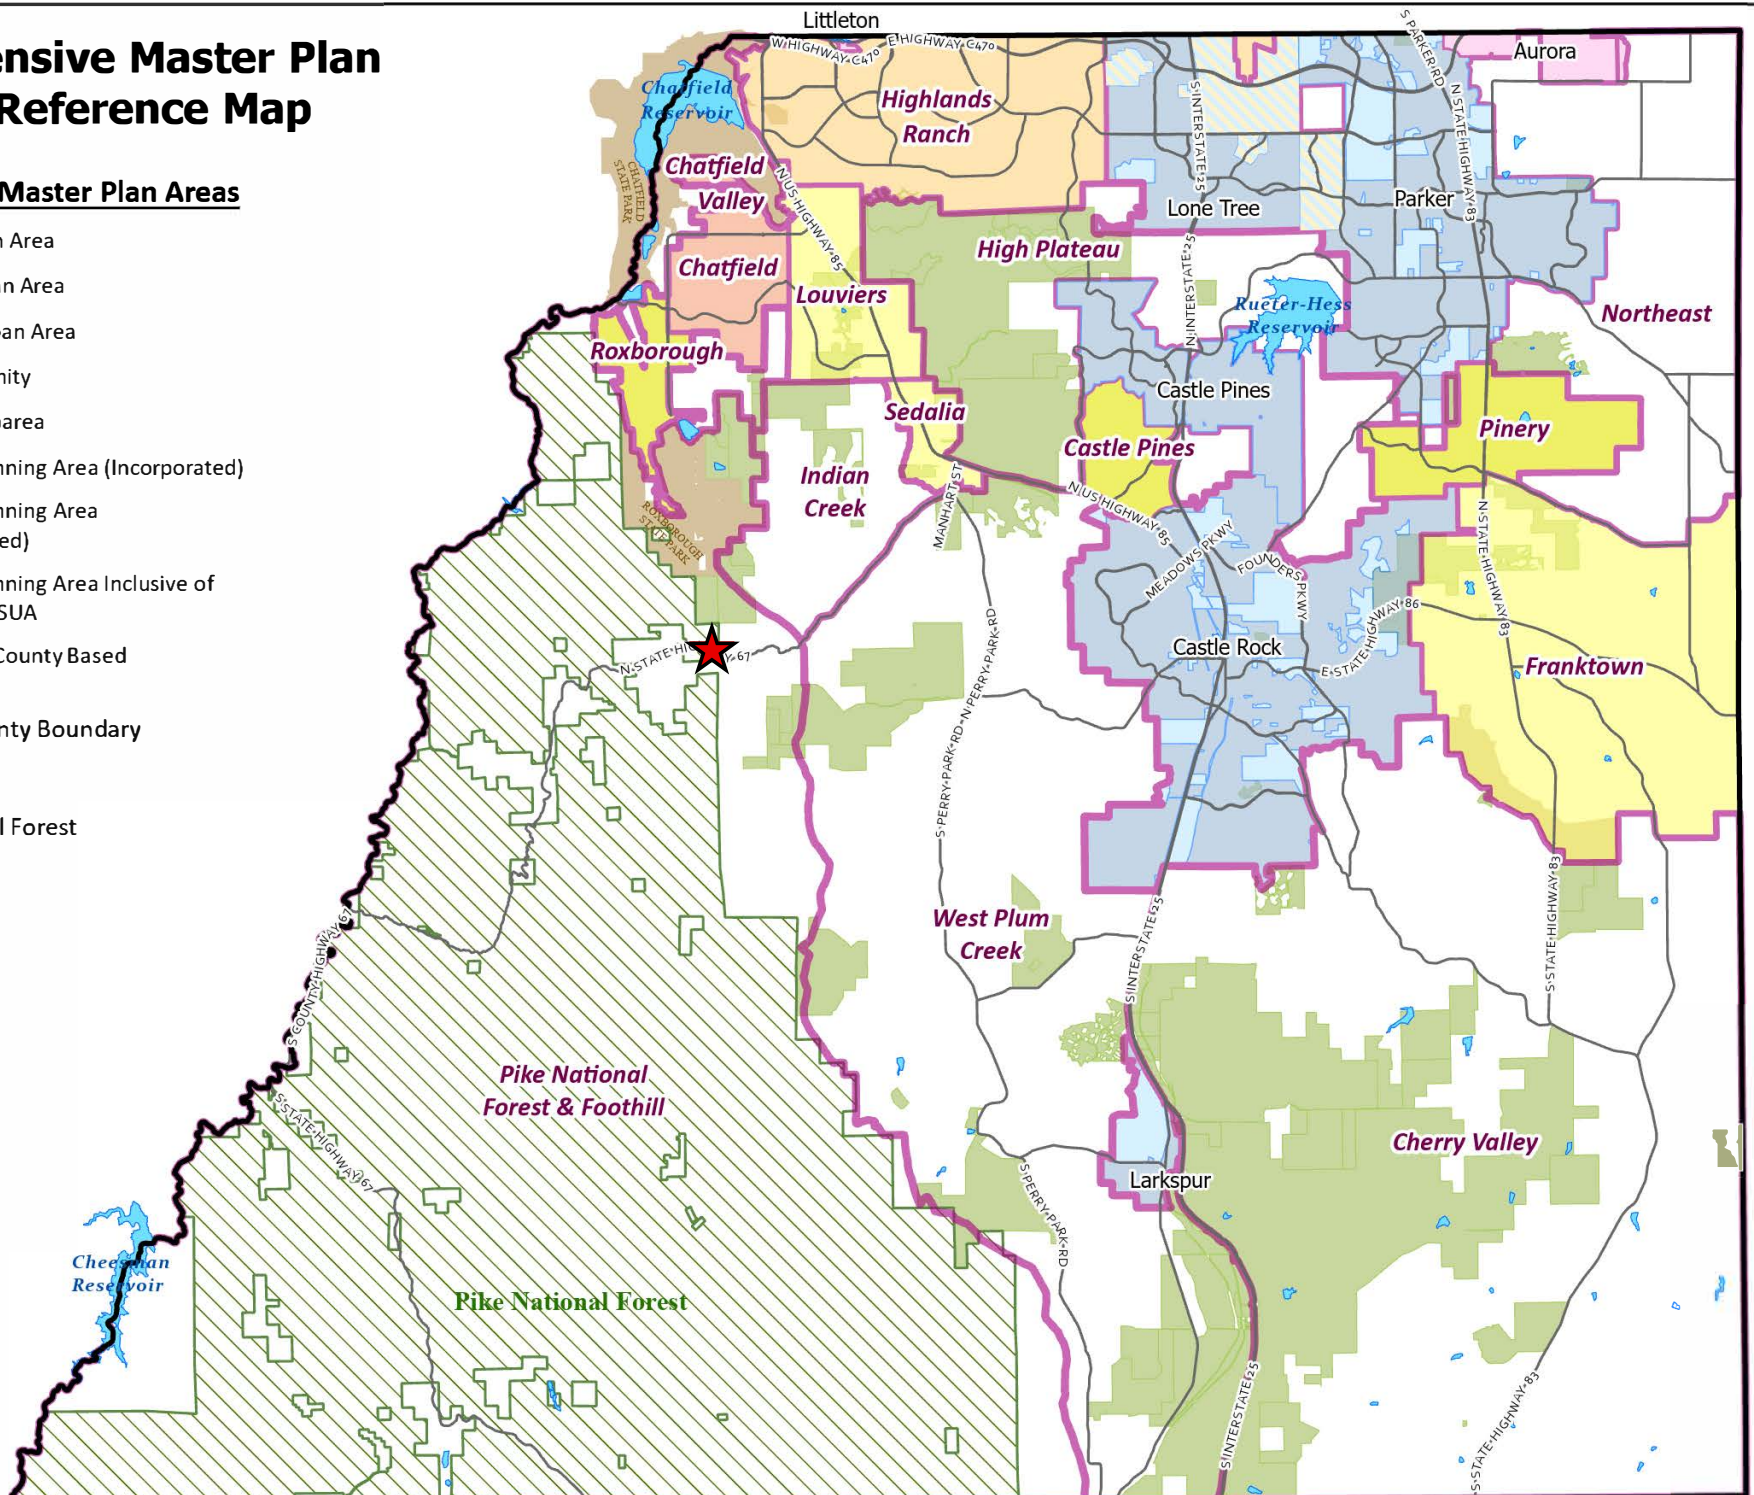 ensive Master Plan
Reference Map
Master Plan Areas
n Area
an Area
ban Area
nity
barea
nning Area (Incorporated)
nning Area
ed)
nning Area Inclusive of
SUA
County Based
nty Boundary
l Forest
Littleton
W HIGHWAY C470
E HIGHWAY C470
S PARKER RD
Aurora
Chatfield
Reservoir
Highlands
Ranch
S INTERSTATE 25
N STATE HIGHWAY 83
CHATFIELD
STATE PARK
Chatfield
Valley
N US HIGHWAY 85
Lone Tree
Parker
High Plateau
Chatfield
Louviers
N INTERSTATE 25
N INTERSTATE 25
Rueter-Hess
Reservoir
Northeast
Roxborough
Castle Pines
Sedalia
Castle Pines
Pinery
Indian
Creek
MANHART ST
N US HIGHWAY 85
ROXBOROUGH
STATE PARK
MEADOWS PKWY
FOUNDERS PKWY
N STATE HIGHWAY 83
E STATE HIGHWAY 86
N STATE HIG Y 67
N PERRY PARK RD
Castle Rock
Franktown
S PERRY PARK RD
S STATE HIGHWAY 83
S COUNTY HIGHWAY 67
West Plum
Creek
S INTERSTATE 25
Pike National
Forest & Foothill
S STATE HIGHWAY 67
Cherry Valley
Larkspur
S PERRY PARK RD
Cheesman
Reservoir
Pike National Forest
S INTERSTATE 25
S STATE HIGHWAY 83